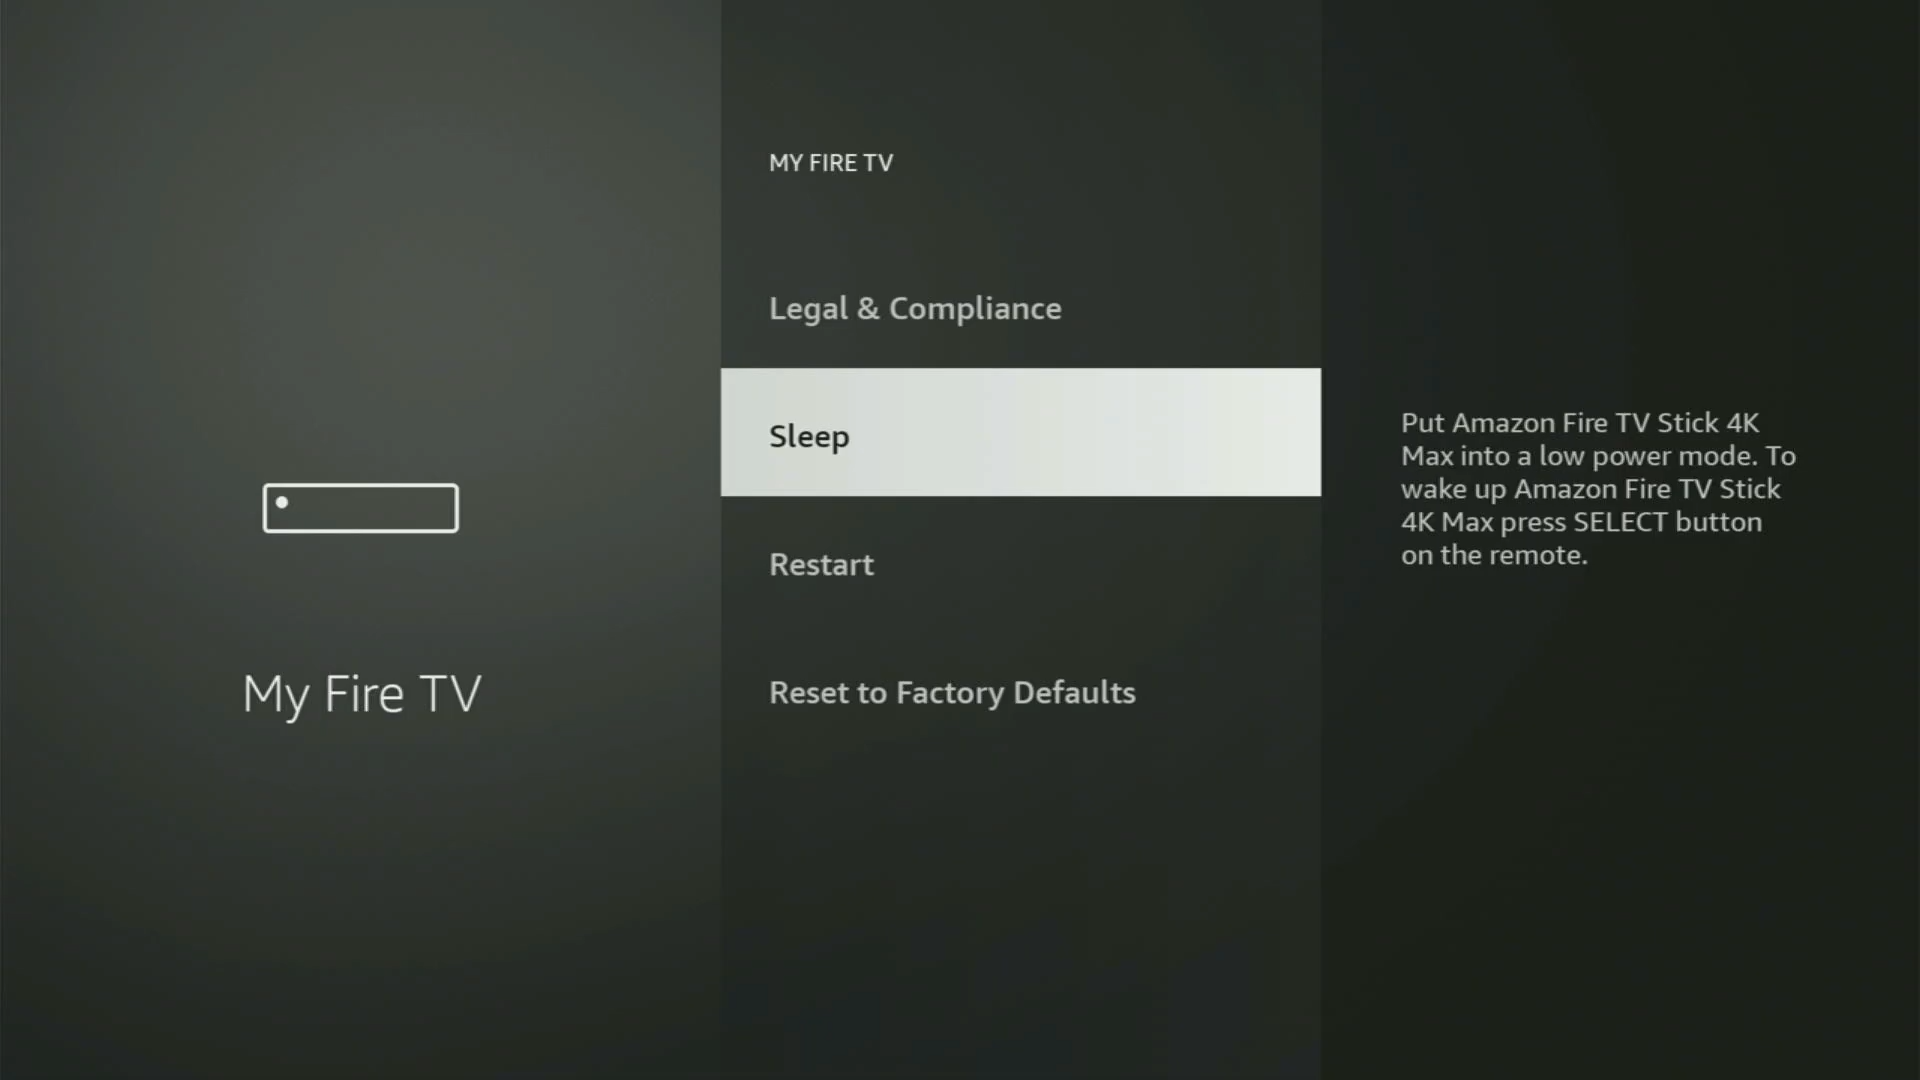 MY FIRE TV
Legal & Compliance
Sleep
Restart
Reset to Factory Defaults
My Fire TV
Put Amazon Fire TV Stick 4K
Max into a low power mode. To
wake up Amazon Fire TV Stick
4K Max press SELECT button
on the remote.